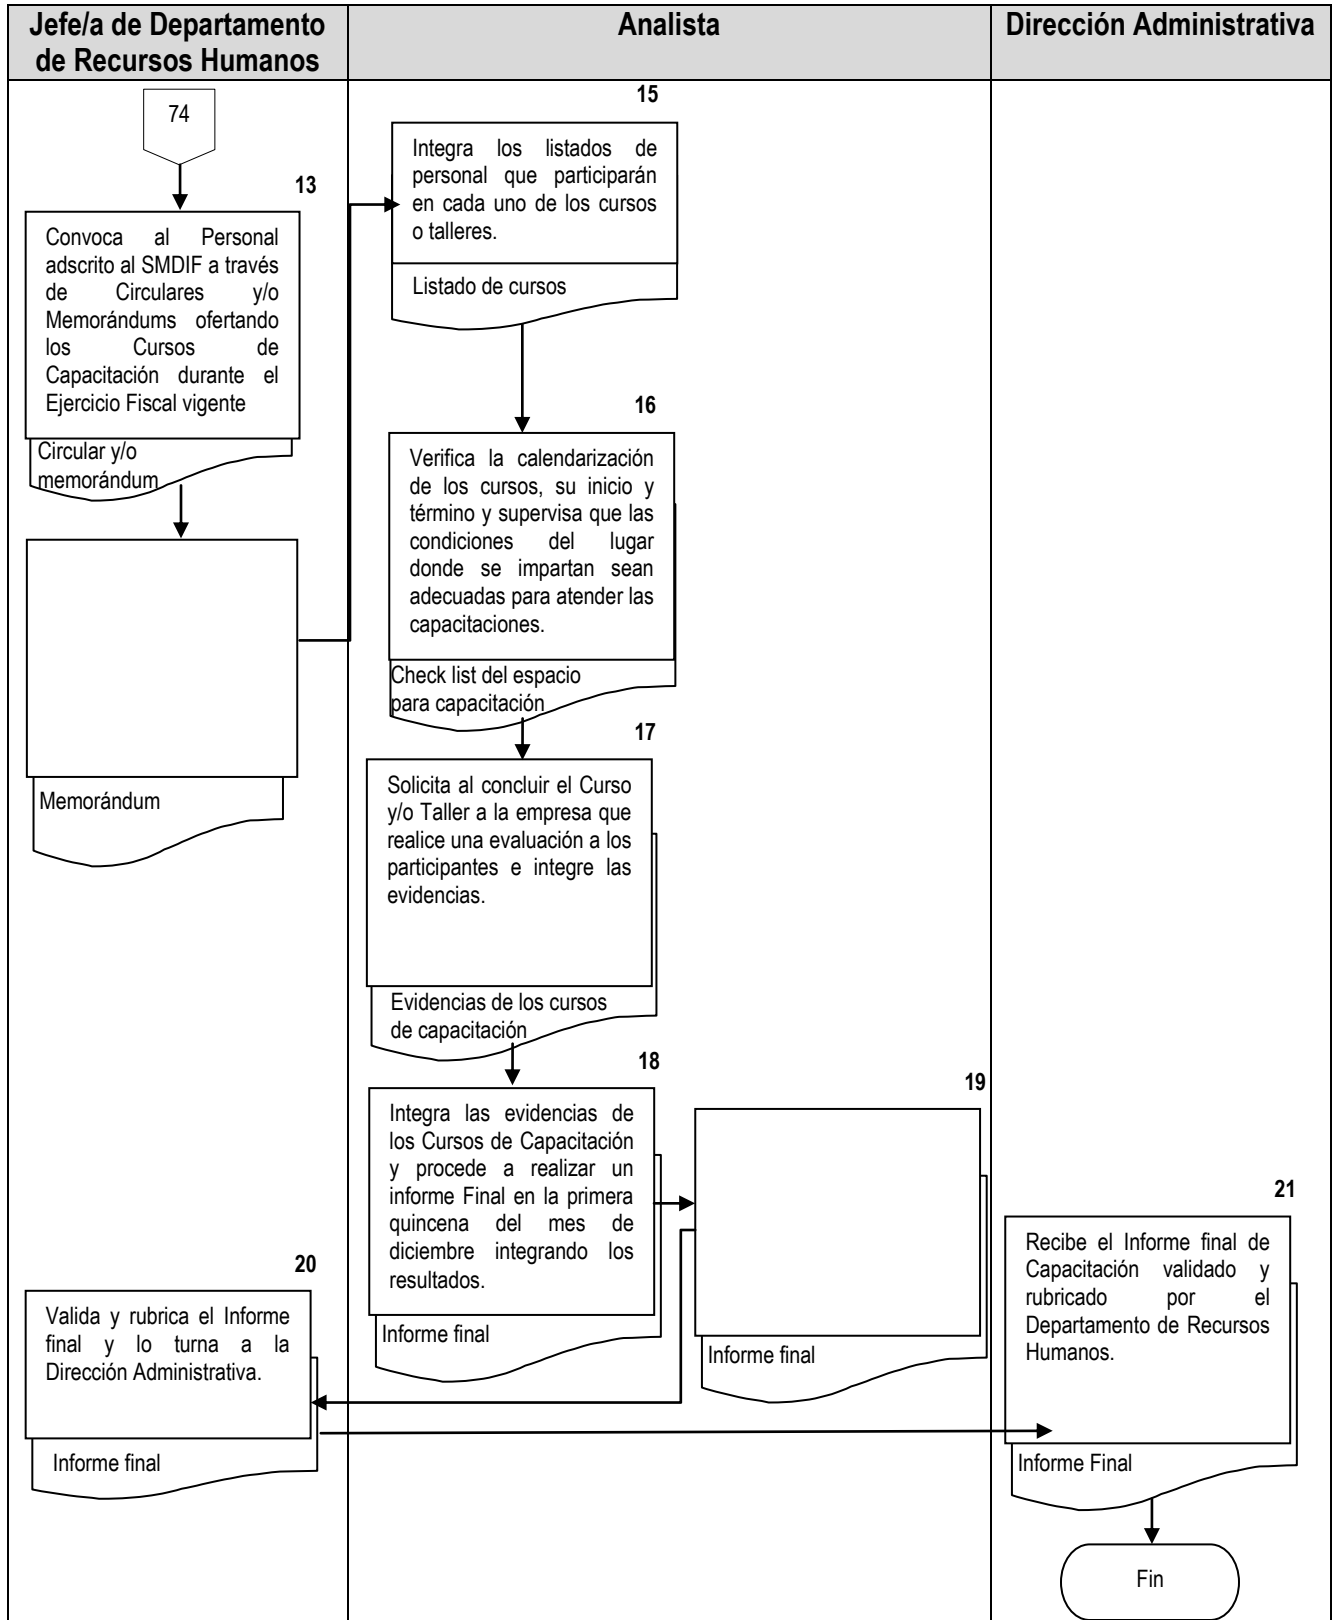 Jefe/a de Departamento
de Recursos Humanos
Analista
Dirección Administrativa
74
13
Convoca al Personal
adscrito al SMDIF a través
de Circulares y/o
Memorándums ofertando
los Cursos de
Capacitación durante el
Ejercicio Fiscal vigente
Circular y/o
memorándum
Memorándum
15
Integra los listados de
personal que participarán
en cada uno de los cursos
o talleres.
Listado de cursos
16
Verifica la calendarización
de los cursos, su inicio y
término y supervisa que las
condiciones del lugar
donde se impartan sean
adecuadas para atender las
capacitaciones.
Check list del espacio
para capacitación
17
Solicita al concluir el Curso
y/o Taller a la empresa que
realice una evaluación a los
participantes e integre las
evidencias.
Evidencias de los cursos
de capacitación
18
Integra las evidencias de
los Cursos de Capacitación
y procede a realizar un
informe Final en la primera
quincena del mes de
diciembre integrando los
resultados.
Informe final
19
Informe final
20
Valida y rubrica el Informe
final y lo turna a la
Dirección Administrativa.
Informe final
21
Recibe el Informe final de
Capacitación validado y
rubricado por el
Departamento de Recursos
Humanos.
Informe Final
Fin